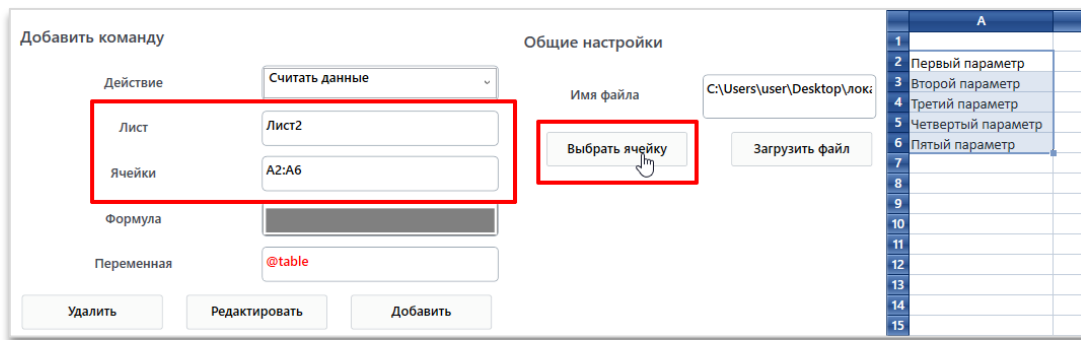 Добавить команду
Действие
Считать данные
Лист
Лист2
Ячейки
A2:A6
Формула
Переменная
@table
Удалить
Редактировать
Добавить
Общие настройки
Имя файла
C:\Users\user\Desktop\лока
Выбрать ячейку
Загрузить файл
A
1
2 Первый параметр
3 Второй параметр
4 Третий параметр
5 Четвертый параметр
6 Пятый параметр
7
8
9
10
11
12
13
14
15